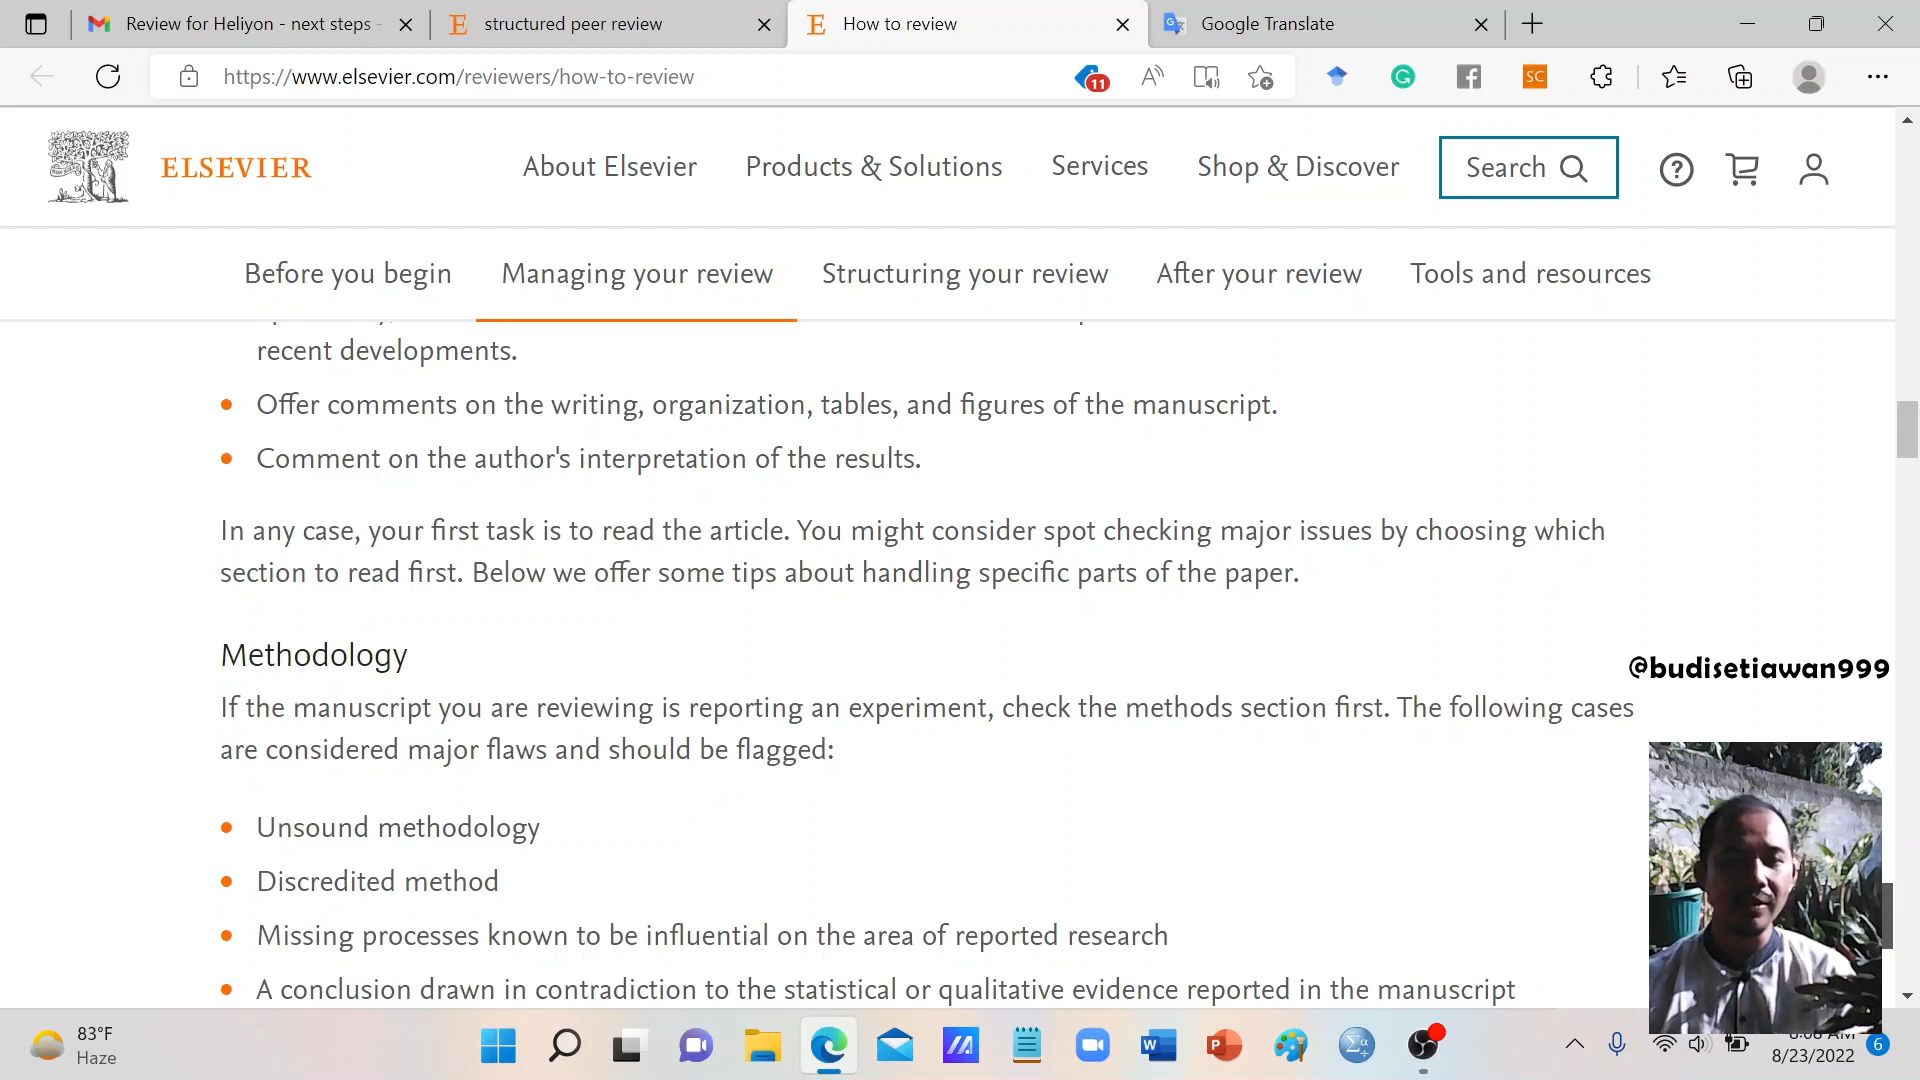 Review for Heliyon - next steps -
structured peer review
How to review
Google Translate
https://www.elsevier.com/reviewers/how-to-review
11
SC
ELSEVIER
About Elsevier
Products & Solutions
Services
Shop & Discover
Search
Before you begin
Managing your review
Structuring your review
After your review
Tools and resources
recent developments.
Offer comments on the writing, organization, tables, and figures of the manuscript.
Comment on the author's interpretation of the results.
In any case, your first task is to read the article. You might consider spot checking major issues by choosing which
section to read first. Below we offer some tips about handling specific parts of the paper.
Methodology
@budisetiawan999
If the manuscript you are reviewing is reporting an experiment, check the methods section first. The following cases
are considered major flaws and should be flagged:
Unsound methodology
Discredited method
Missing processes known to be influential on the area of reported research
A conclusion drawn in contradiction to the statistical or qualitative evidence reported in the manuscript
83°F
Haze
8/23/2022
6